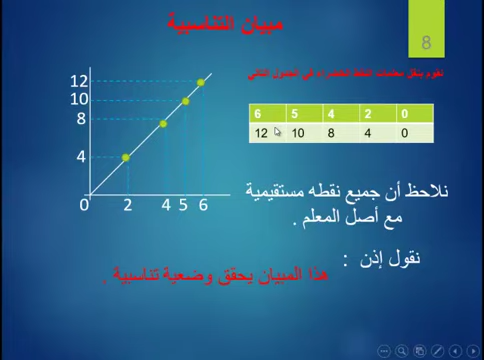 مبيان التناسبية
8
نقوم بنقل معلمات النقط الخضراء في الجدول التالي
6 5 4 2 0
12 10 8 4 0
12
10
8
4
0 2 4 5 6
نلاحظ أن جميع نقطه مستقيمية
مع أصل المعلم .
نقول إذن :
هذا المبيان يحقق وضعية تناسبية .